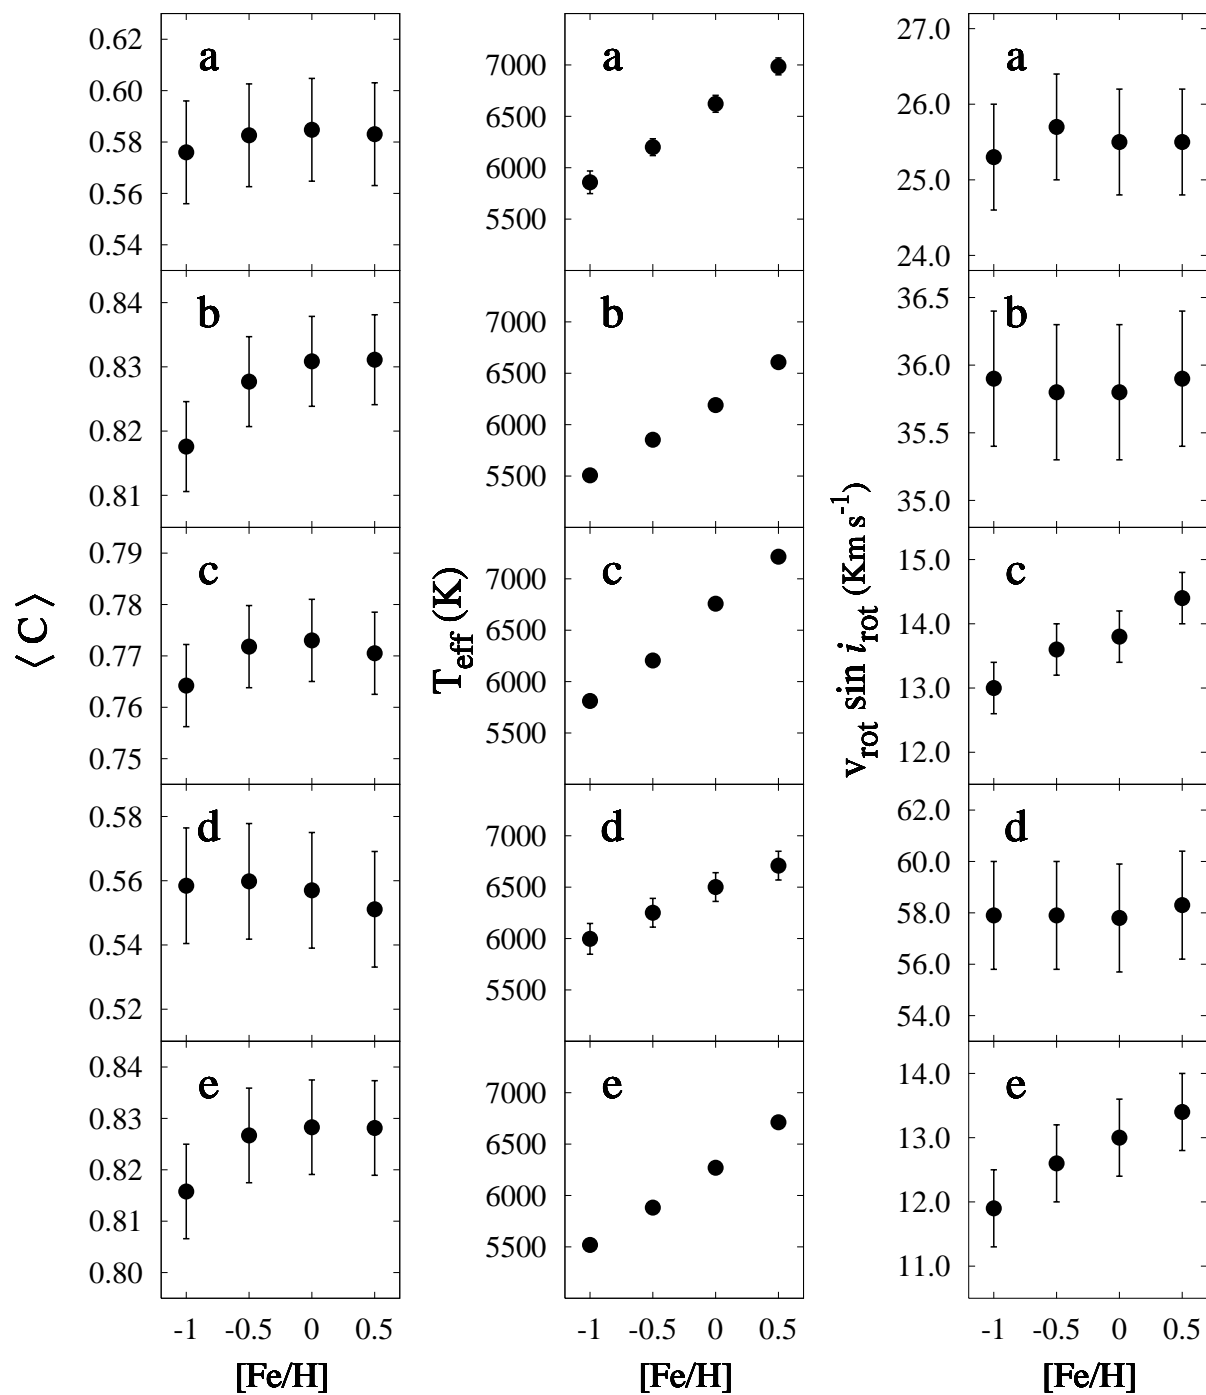 0.62
0.60
0.58
0.56
0.54
a
7000
6500
6000
5500
a
27.0
26.0
25.0
24.0
a
0.84
0.83
0.82
0.81
b
7000
6500
6000
5500
b
36.5
36.0
35.5
35.0
b
0.79
0.78
0.77
0.76
0.75
c
7000
6500
6000
5500
c
15.0
14.0
13.0
12.0
c
0.58
0.56
0.54
0.52
d
7000
6500
6000
5500
d
62.0
60.0
58.0
56.0
53.0
d
0.84
0.83
0.82
0.81
0.80
e
7000
6500
6000
5500
e
14.0
13.0
12.0
11.0
e
⟨ C ⟩
T_eff (K)
v_rot sin i_rot (Km s^-1)
-1 -0.5 0 0.5
-1 -0.5 0 0.5
-1 -0.5 0 0.5
[Fe/H]
[Fe/H]
[Fe/H]